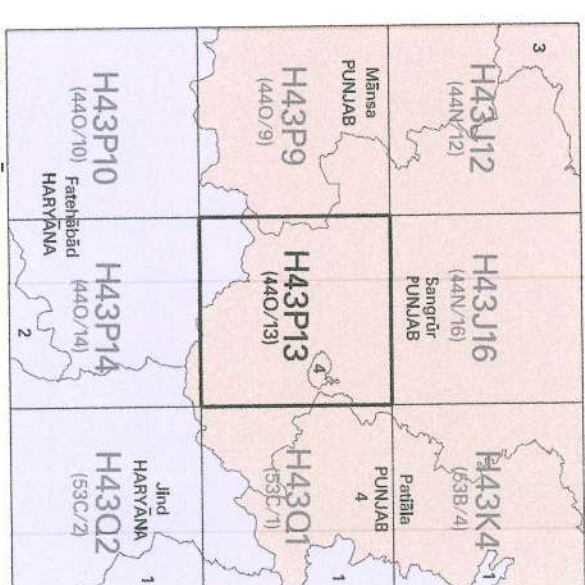 3
H43J12
(44N/12)
H43J16
(44N/16)
Sangrūr
PUNJAB
H43K4
(53B/4)
1
Patiāla
PUNJAB
4
Mānsa
PUNJAB
H43P9
(44O/9)
H43P13
(44O/13)
4
H43Q1
(53C/1)
1
H43P10
(44O/10)
Fatehābād
HARYĀNA
H43P14
(44O/14)
2
Jīnd
HARYĀNA
H43Q2
(53C/2)
1